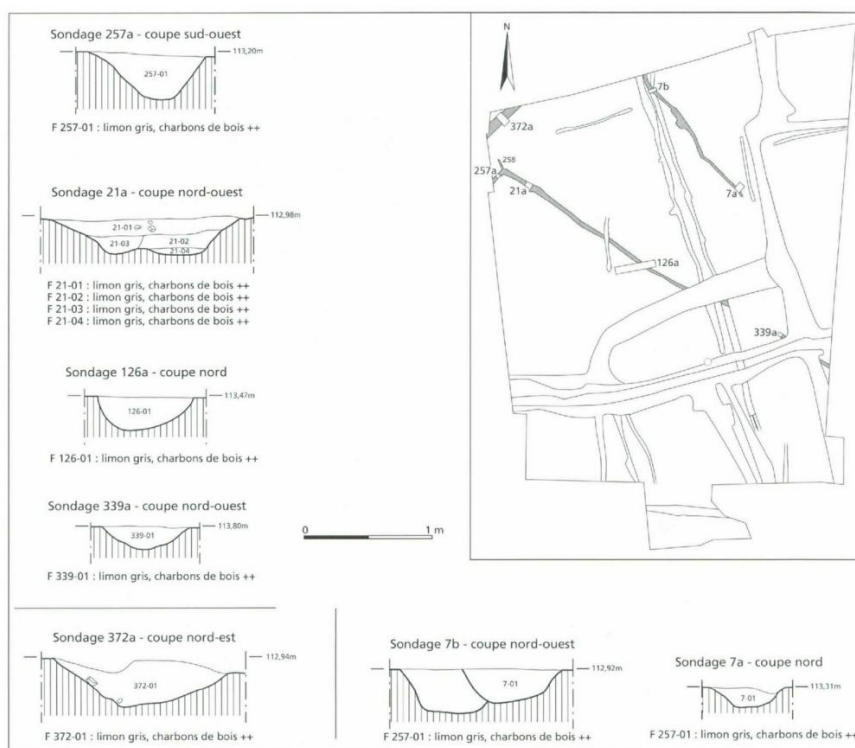 Sondage 257a - coupe sud-ouest
113,20m
257-01
F 257-01 : limon gris, charbons de bois ++
Sondage 21a - coupe nord-ouest
112,98m
21-01
21-03
21-02
21-04
F 21-01 : limon gris, charbons de bois ++
F 21-02 : limon gris, charbons de bois ++
F 21-03 : limon gris, charbons de bois ++
F 21-04 : limon gris, charbons de bois ++
Sondage 126a - coupe nord
113,47m
126-01
F 126-01 : limon gris, charbons de bois ++
Sondage 339a - coupe nord-ouest
113,80m
339-01
F 339-01 : limon gris, charbons de bois ++
0 1 m
N
7b
372a
258
257a
21a
7a
126a
339a
Sondage 372a - coupe nord-est
112,94m
372-01
F 372-01 : limon gris, charbons de bois ++
Sondage 7b - coupe nord-ouest
112,92m
7-01
F 257-01 : limon gris, charbons de bois ++
Sondage 7a - coupe nord
113,31m
7-01
F 257-01 : limon gris, charbons de bois ++